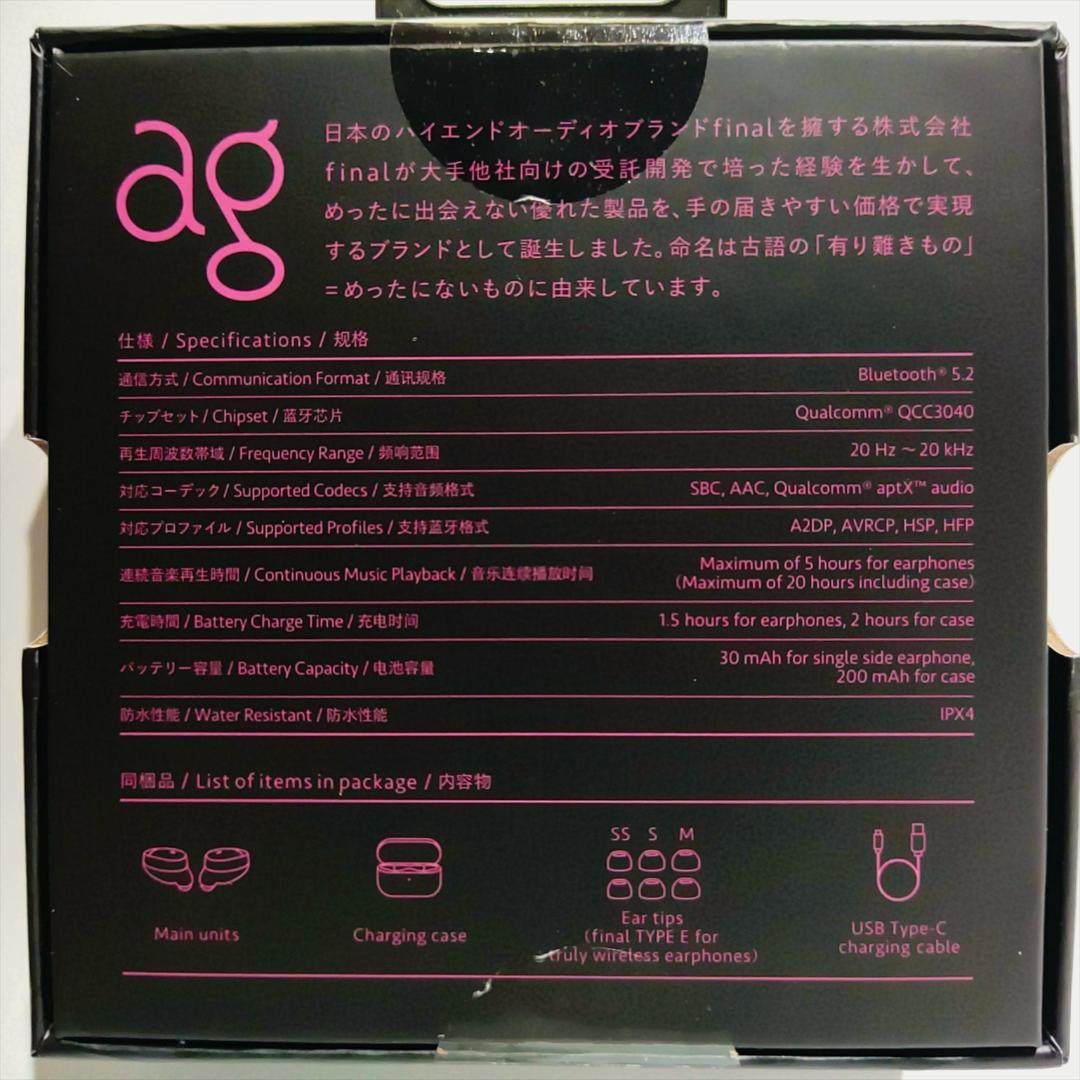 ag
日本のハイエンドオーディオブランドfinalを擁する株式会社
finalが大手他社向けの受託開発で培った経験を生かして、
めったに出会えない優れた製品を、手の届きやすい価格で実現
するブランドとして誕生しました。命名は古語の「有り難きもの」
=めったにないものに由来しています。
仕様 / Specifications / 规格
通信方式 / Communication Format / 通讯规格 Bluetooth® 5.2
チップセット / Chipset / 蓝牙芯片 Qualcomm® QCC3040
再生周波数帯域 / Frequency Range / 频响范围 20 Hz ～ 20 kHz
対応コーデック / Supported Codecs / 支持音频格式 SBC, AAC, Qualcomm® aptX™ audio
対応プロファイル / Supported Profiles / 支持蓝牙格式 A2DP, AVRCP, HSP, HFP
連続音楽再生時間 / Continuous Music Playback / 音乐连续播放时间 Maximum of 5 hours for earphones
(Maximum of 20 hours including case)
充電時間 / Battery Charge Time / 充电时间 1.5 hours for earphones, 2 hours for case
バッテリー容量 / Battery Capacity / 电池容量 30 mAh for single side earphone,
200 mAh for case
防水性能 / Water Resistant / 防水性能 IPX4
同梱品 / List of items in package / 内容物
SS S M
Main units
Charging case
Ear tips
(final TYPE E for
truly wireless earphones)
USB Type-C
charging cable